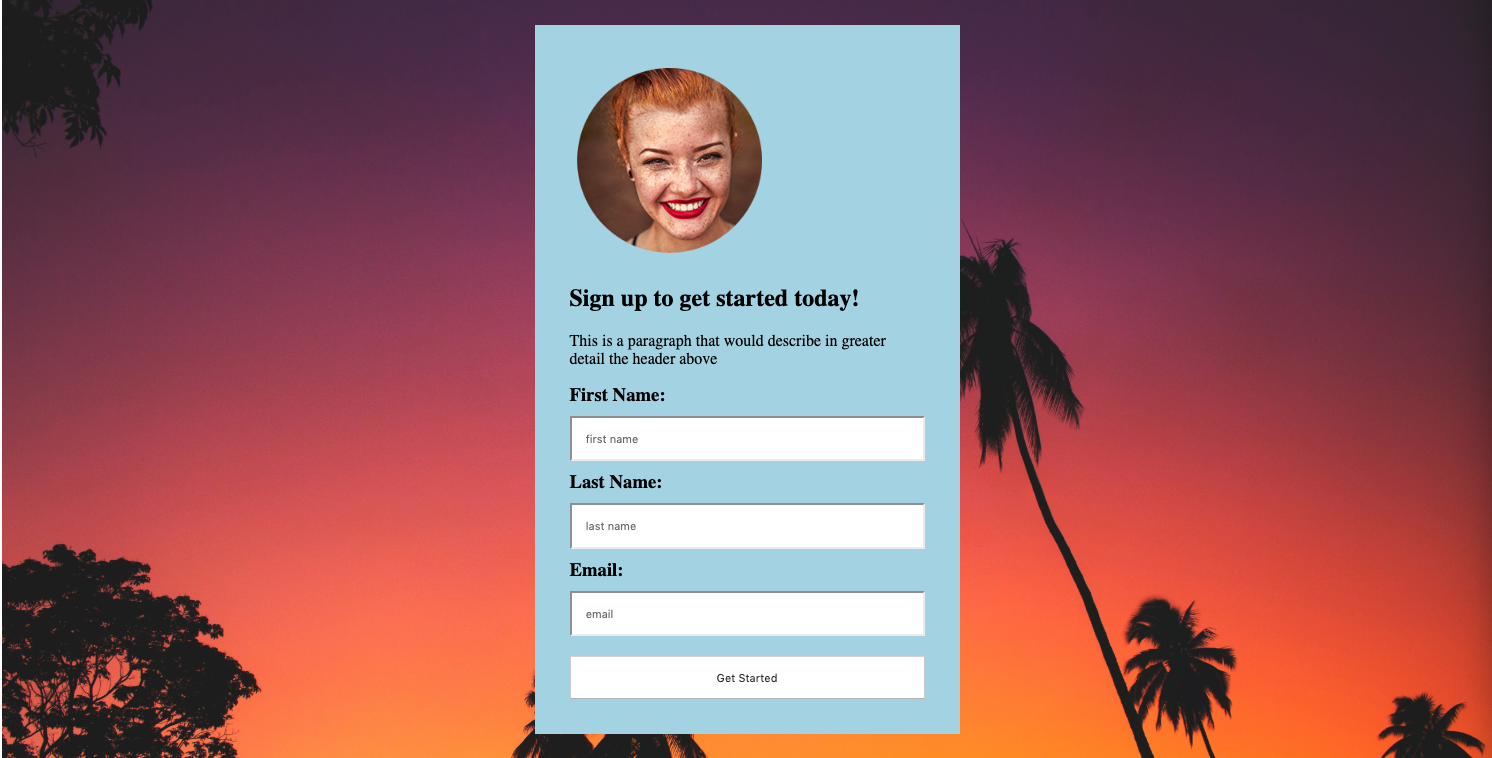 Sign up to get started today!
This is a paragraph that would describe in greater
detail the header above
First Name:
first name
Last Name:
last name
Email:
email
Get Started